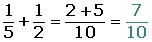 1/5 + 1/2 = (2 + 5)/10 = 7/10